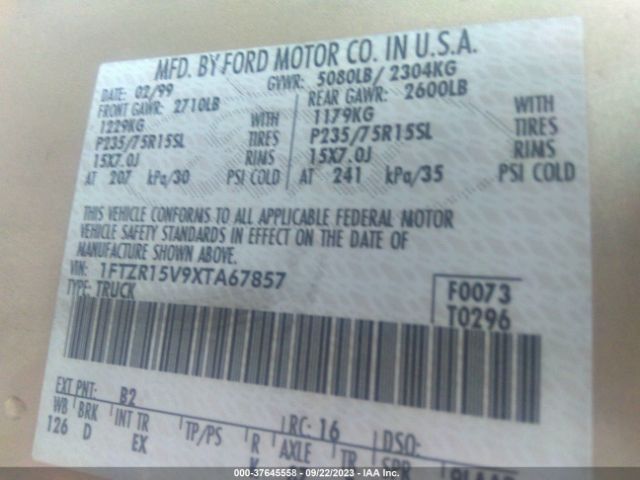 MFD. BY FORD MOTOR CO. IN U.S.A.
DATE: 02/99 GVWR: 5080LB/ 2304KG
FRONT GAWR: 2710LB REAR GAWR: 2600LB
1229KG WITH 1179KG WITH
P235/75R15SL TIRES P235/75R15SL TIRES
15X7.0J RIMS 15X7.0J RIMS
AT 207 kPa/30 PSI COLD AT 241 kPa/35 PSI COLD
THIS VEHICLE CONFORMS TO ALL APPLICABLE FEDERAL MOTOR
VEHICLE SAFETY STANDARDS IN EFFECT ON THE DATE OF
MANUFACTURE SHOWN ABOVE.
VIN: 1FTZR15V9XTA67857 F0073
TYPE: TRUCK T0296
EXT PNT: B2 RC: 16 DSO:
WB BRK INT TR TP/PS R AXLE TR SPR
126 D EX
000-37645558 - 09/22/2023 - IAA Inc.